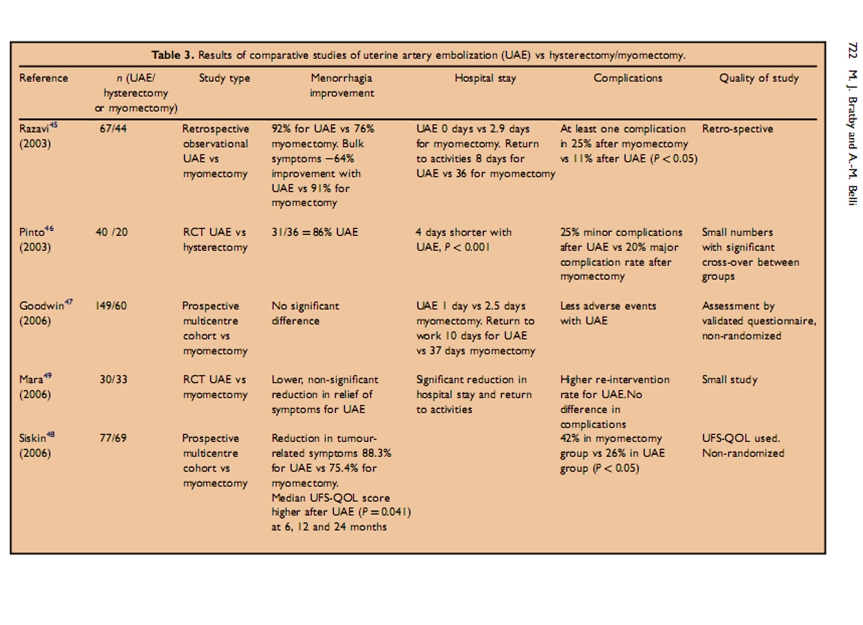 Table 3. Results of comparative studies of uterine artery embolization (UAE) vs hysterectomy/myomectomy.
Reference
n (UAE/
hysterectomy
or myomectomy)
Study type
Menorrhagia
improvement
Hospital stay
Complications
Quality of study
Razavi45
(2003)
67/44
Retrospective
observational
UAE vs
myomectomy
92% for UAE vs 76%
myomectomy. Bulk
symptoms −64%
improvement with
UAE vs 91% for
myomectomy
UAE 0 days vs 2.9 days
for myomectomy. Return
to activities 8 days for
UAE vs 36 for myomectomy
At least one complication
in 25% after myomectomy
vs 11% after UAE (P < 0.05)
Retro-spective
Pinto46
(2003)
40 /20
RCT UAE vs
hysterectomy
31/36 = 86% UAE
4 days shorter with
UAE, P < 0.001
25% minor complications
after UAE vs 20% major
complication rate after
myomectomy
Small numbers
with significant
cross-over between
groups
Goodwin47
(2006)
149/60
Prospective
multicentre
cohort vs
myomectomy
No significant
difference
UAE 1 day vs 2.5 days
myomectomy. Return to
work 10 days for UAE
vs 37 days myomectomy
Less adverse events
with UAE
Assessment by
validated questionnaire,
non-randomized
Mara49
(2006)
30/33
RCT UAE vs
myomectomy
Lower, non-significant
reduction in relief of
symptoms for UAE
Significant reduction in
hospital stay and return
to activities
Higher re-intervention
rate for UAE.No
difference in
complications
Small study
Siskin48
(2006)
77/69
Prospective
multicentre
cohort vs
myomectomy
Reduction in tumour-
related symptoms 88.3%
for UAE vs 75.4% for
myomectomy.
Median UFS-QOL score
higher after UAE (P = 0.041)
at 6, 12 and 24 months
42% in myomectomy
group vs 26% in UAE
group (P < 0.05)
UFS-QOL used.
Non-randomized
722 M. J. Bratby and A.-M. Belli